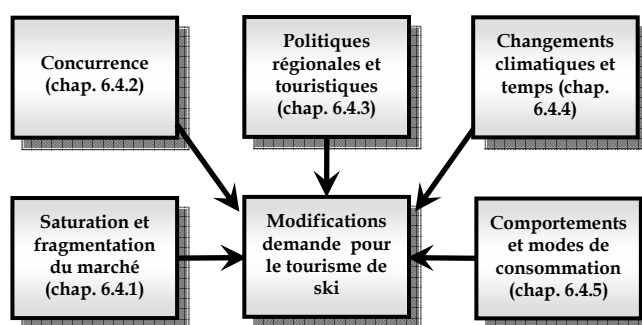 Concurrence
(chap. 6.4.2)
Politiques
régionales et
touristiques
(chap. 6.4.3)
Changements
climatiques et
temps (chap.
6.4.4)
Saturation et
fragmentation
du marché
(chap. 6.4.1)
Modifications
demande pour
le tourisme de
ski
Comportements
et modes de
consommation
(chap. 6.4.5)